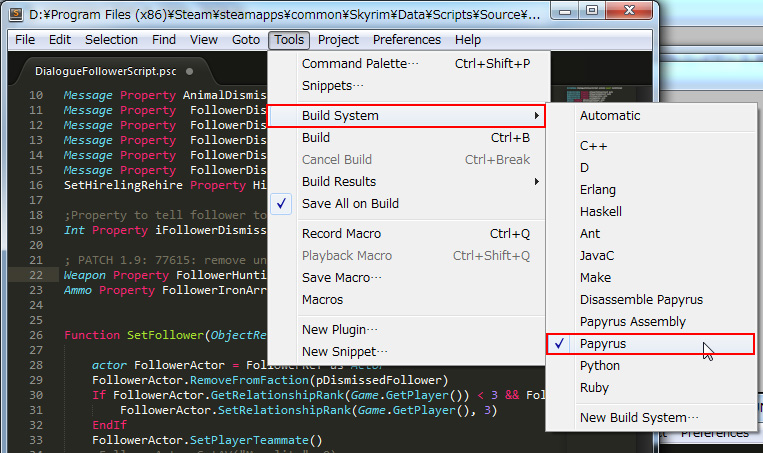 D:¥Program Files (x86)¥Steam¥steamapps¥common¥Skyrim¥Data¥Scripts¥Source¥...
File Edit Selection Find View Goto Tools Project Preferences Help
DialogueFollowerScript.psc
Command Palette… Ctrl+Shift+P
Snippets…
Build System
Build Ctrl+B
Cancel Build Ctrl+Break
Build Results
✓ Save All on Build
Record Macro Ctrl+Q
Playback Macro Ctrl+Shift+Q
Save Macro…
Macros
New Plugin…
New Snippet…
Automatic
C++
D
Erlang
Haskell
Ant
JavaC
Make
Disassemble Papyrus
Papyrus Assembly
✓ Papyrus
Python
Ruby
New Build System…
10 Message Property AnimalDismis
11 Message Property FollowerDis
12 Message Property FollowerDis
13 Message Property FollowerDis
14 Message Property FollowerDis
15 Message Property FollowerDis
16 SetHirelingRehire Property Hi
17
18 ;Property to tell follower to
19 Int Property iFollowerDismiss
20
21 ; PATCH 1.9: 77615: remove un
22 Weapon Property FollowerHunti
23 Ammo Property FollowerIronArr
24
25
26 Function SetFollower(ObjectRe
27
28 actor FollowerActor = FollowerRef as Actor
29 FollowerActor.RemoveFromFaction(pDismissedFollower)
30 If FollowerActor.GetRelationshipRank(Game.GetPlayer()) < 3 && Fol
31 FollowerActor.SetRelationshipRank(Game.GetPlayer(), 3)
32 EndIf
33 FollowerActor.SetPlayerTeammate()
34
Preferences